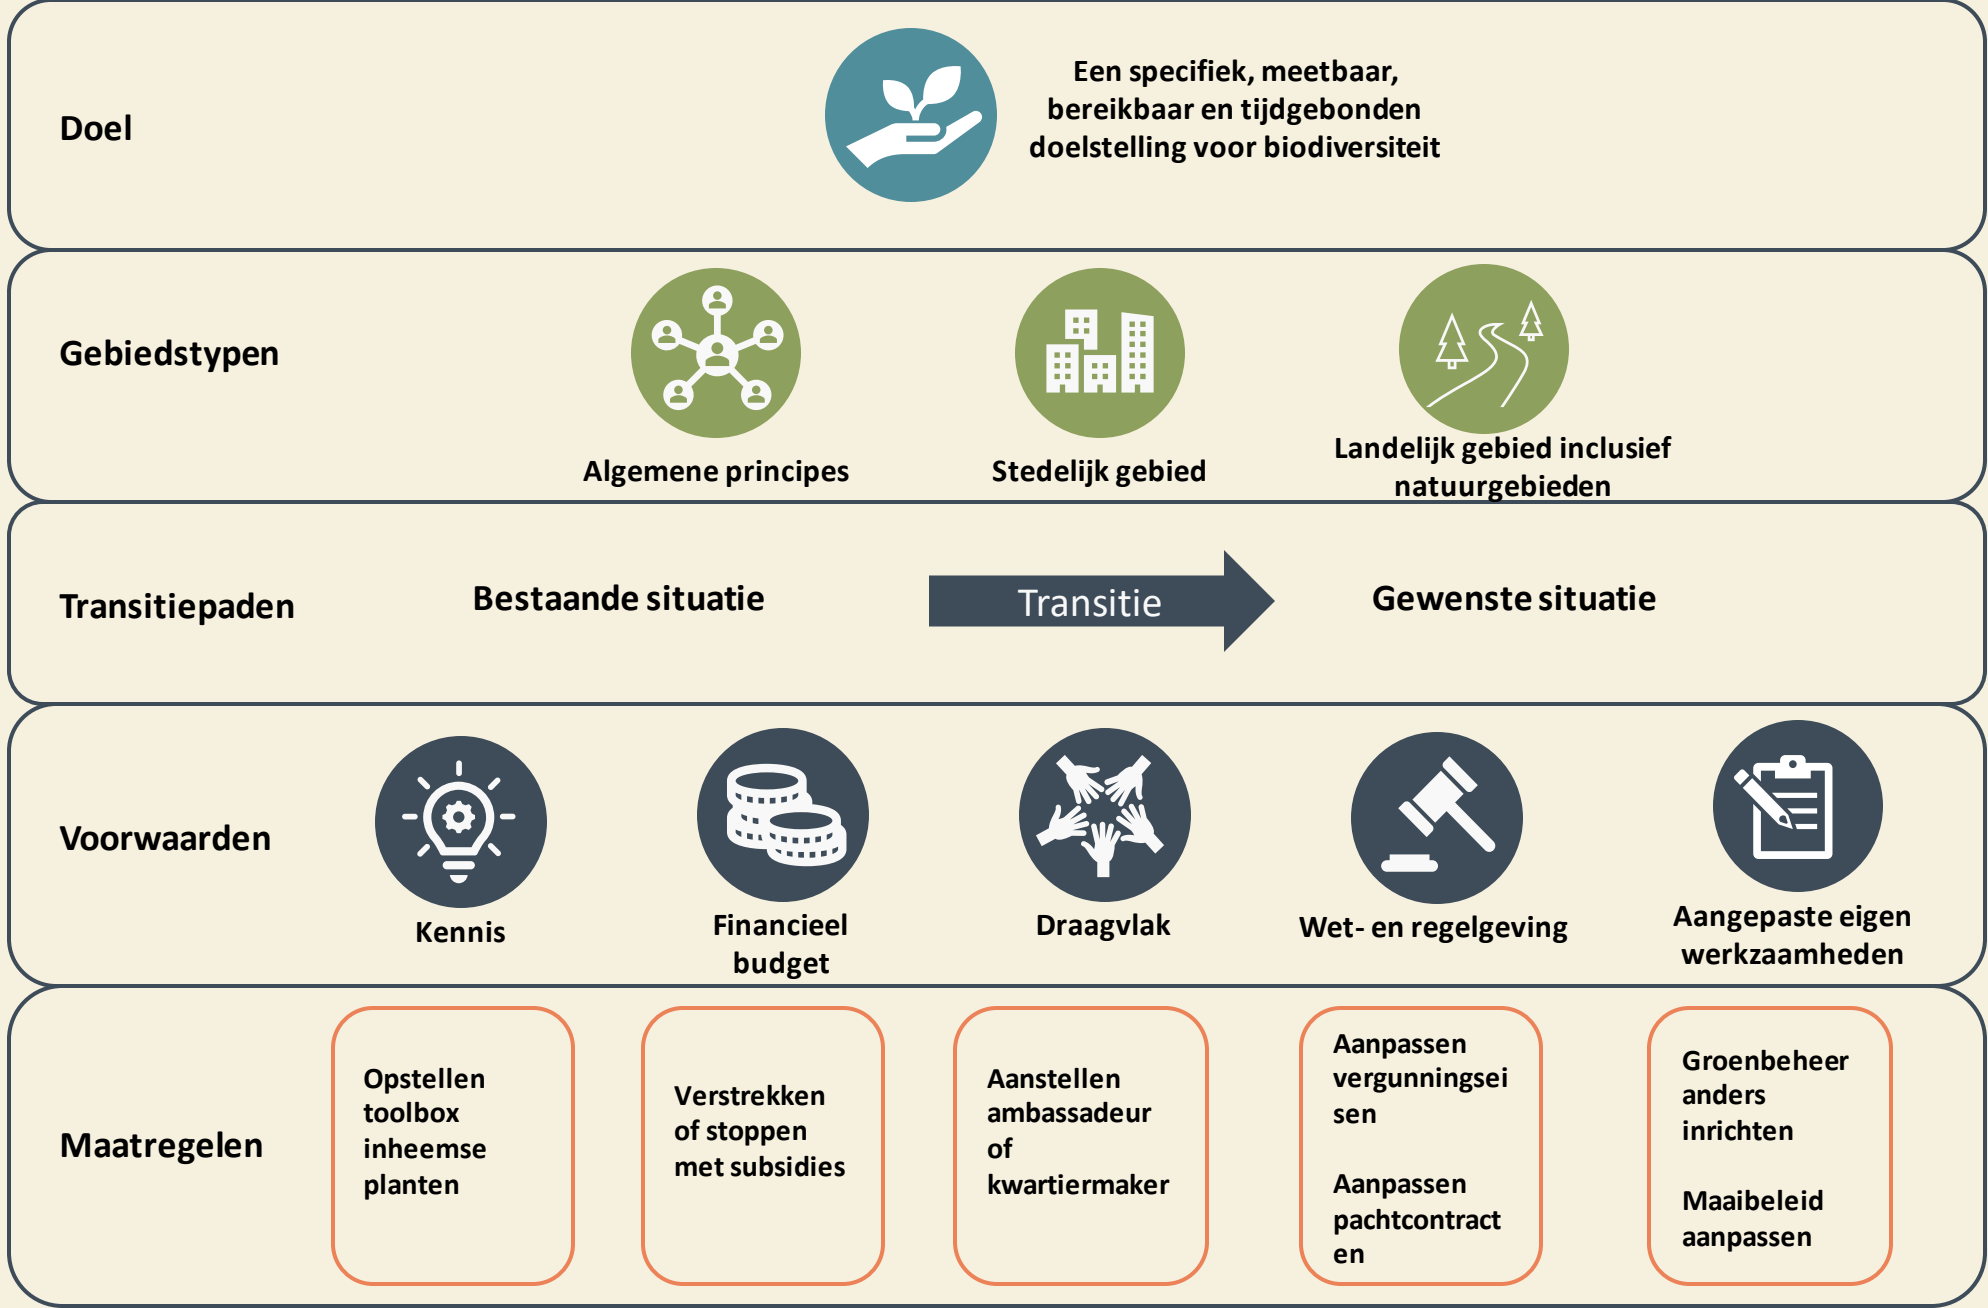 Doel
Een specifiek, meetbaar,
bereikbaar en tijdgebonden
doelstelling voor biodiversiteit
Gebiedstypen
Algemene principes
Stedelijk gebied
Landelijk gebied inclusief
natuurgebieden
Transitiepaden
Bestaande situatie
Transitie
Gewenste situatie
Voorwaarden
Kennis
Financieel
budget
Draagvlak
Wet- en regelgeving
Aangepaste eigen
werkzaamheden
Maatregelen
Opstellen
toolbox
inheemse
planten
Verstrekken
of stoppen
met subsidies
Aanstellen
ambassadeur
of
kwartiermaker
Aanpassen
vergunningsei
sen
Aanpassen
pachtcontract
en
Groenbeheer
anders
inrichten
Maaibeleid
aanpassen